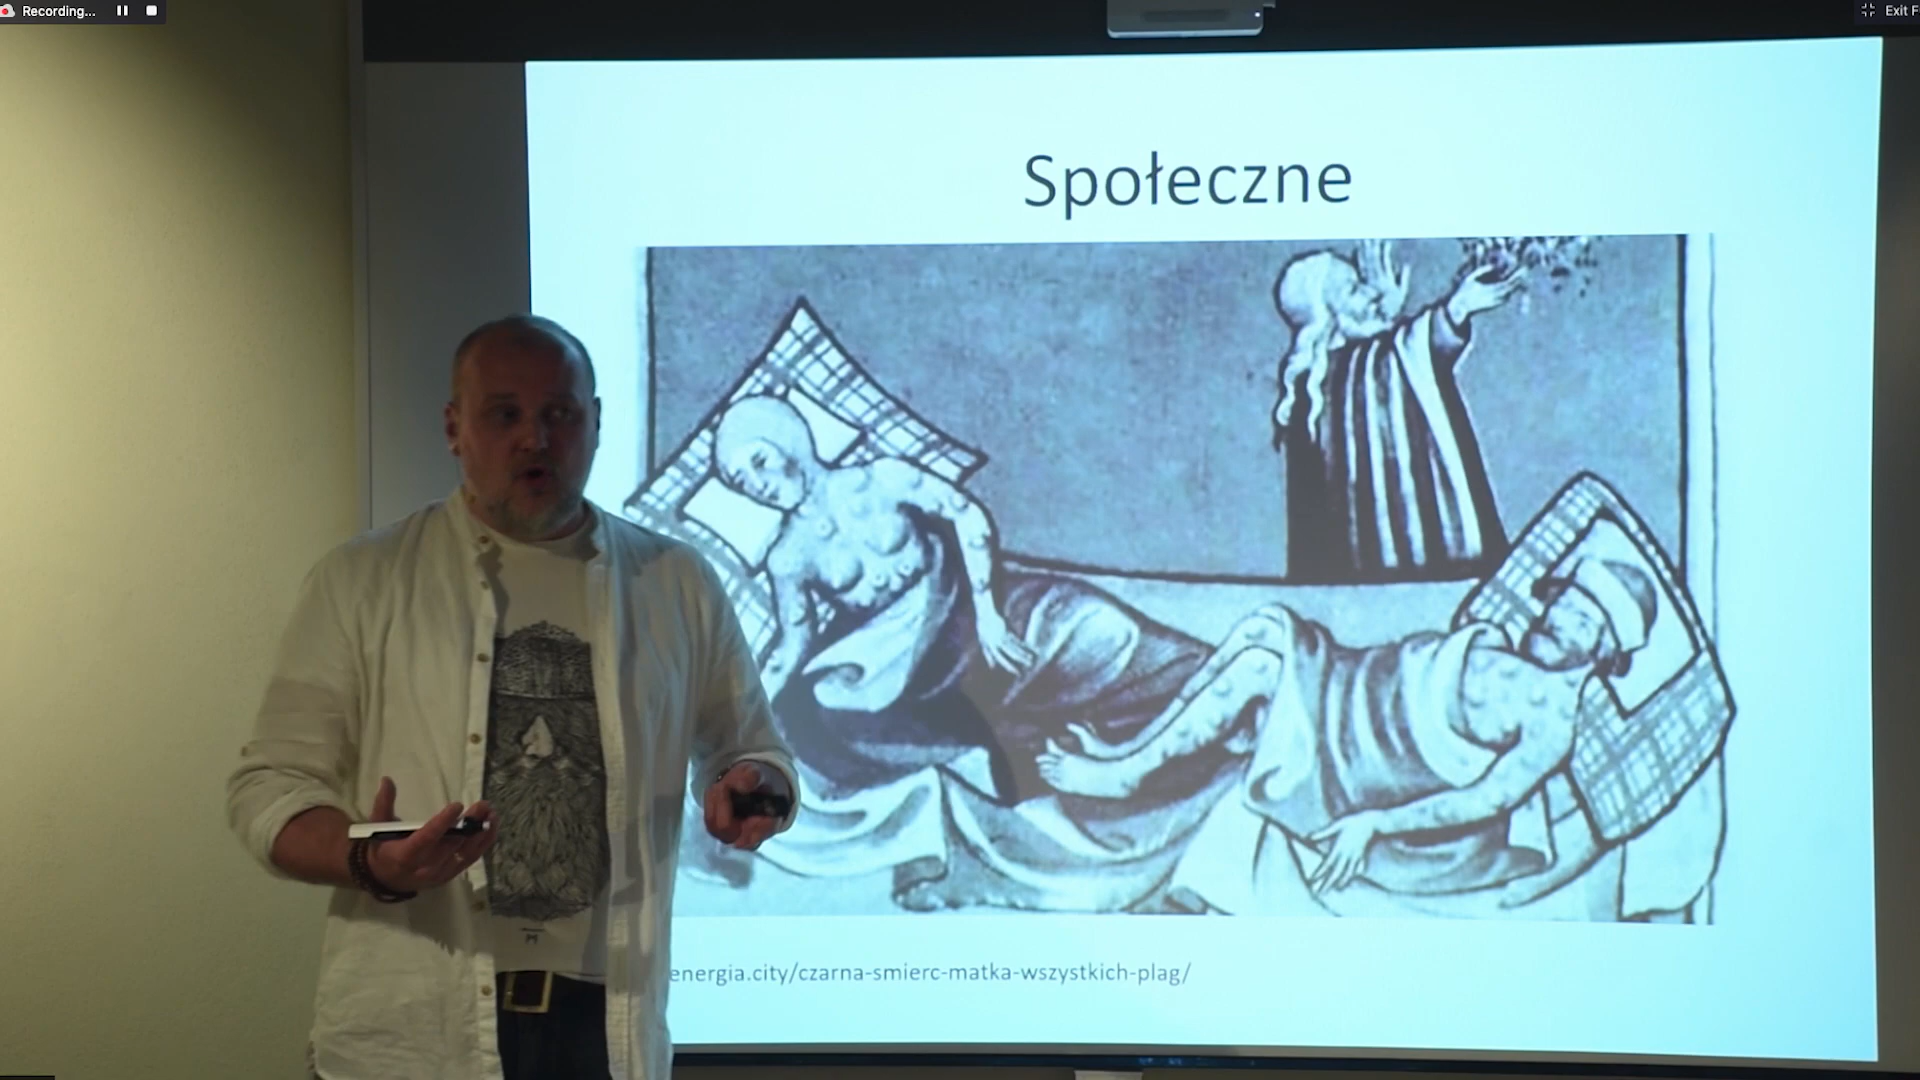 Recording...
Exit F
Społeczne
energia.city/czarna-smierc-matka-wszystkich-plag/